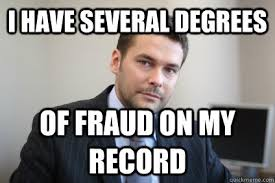 I HAVE SEVERAL DEGREES
OF FRAUD ON MY
RECORD
quickmeme.com